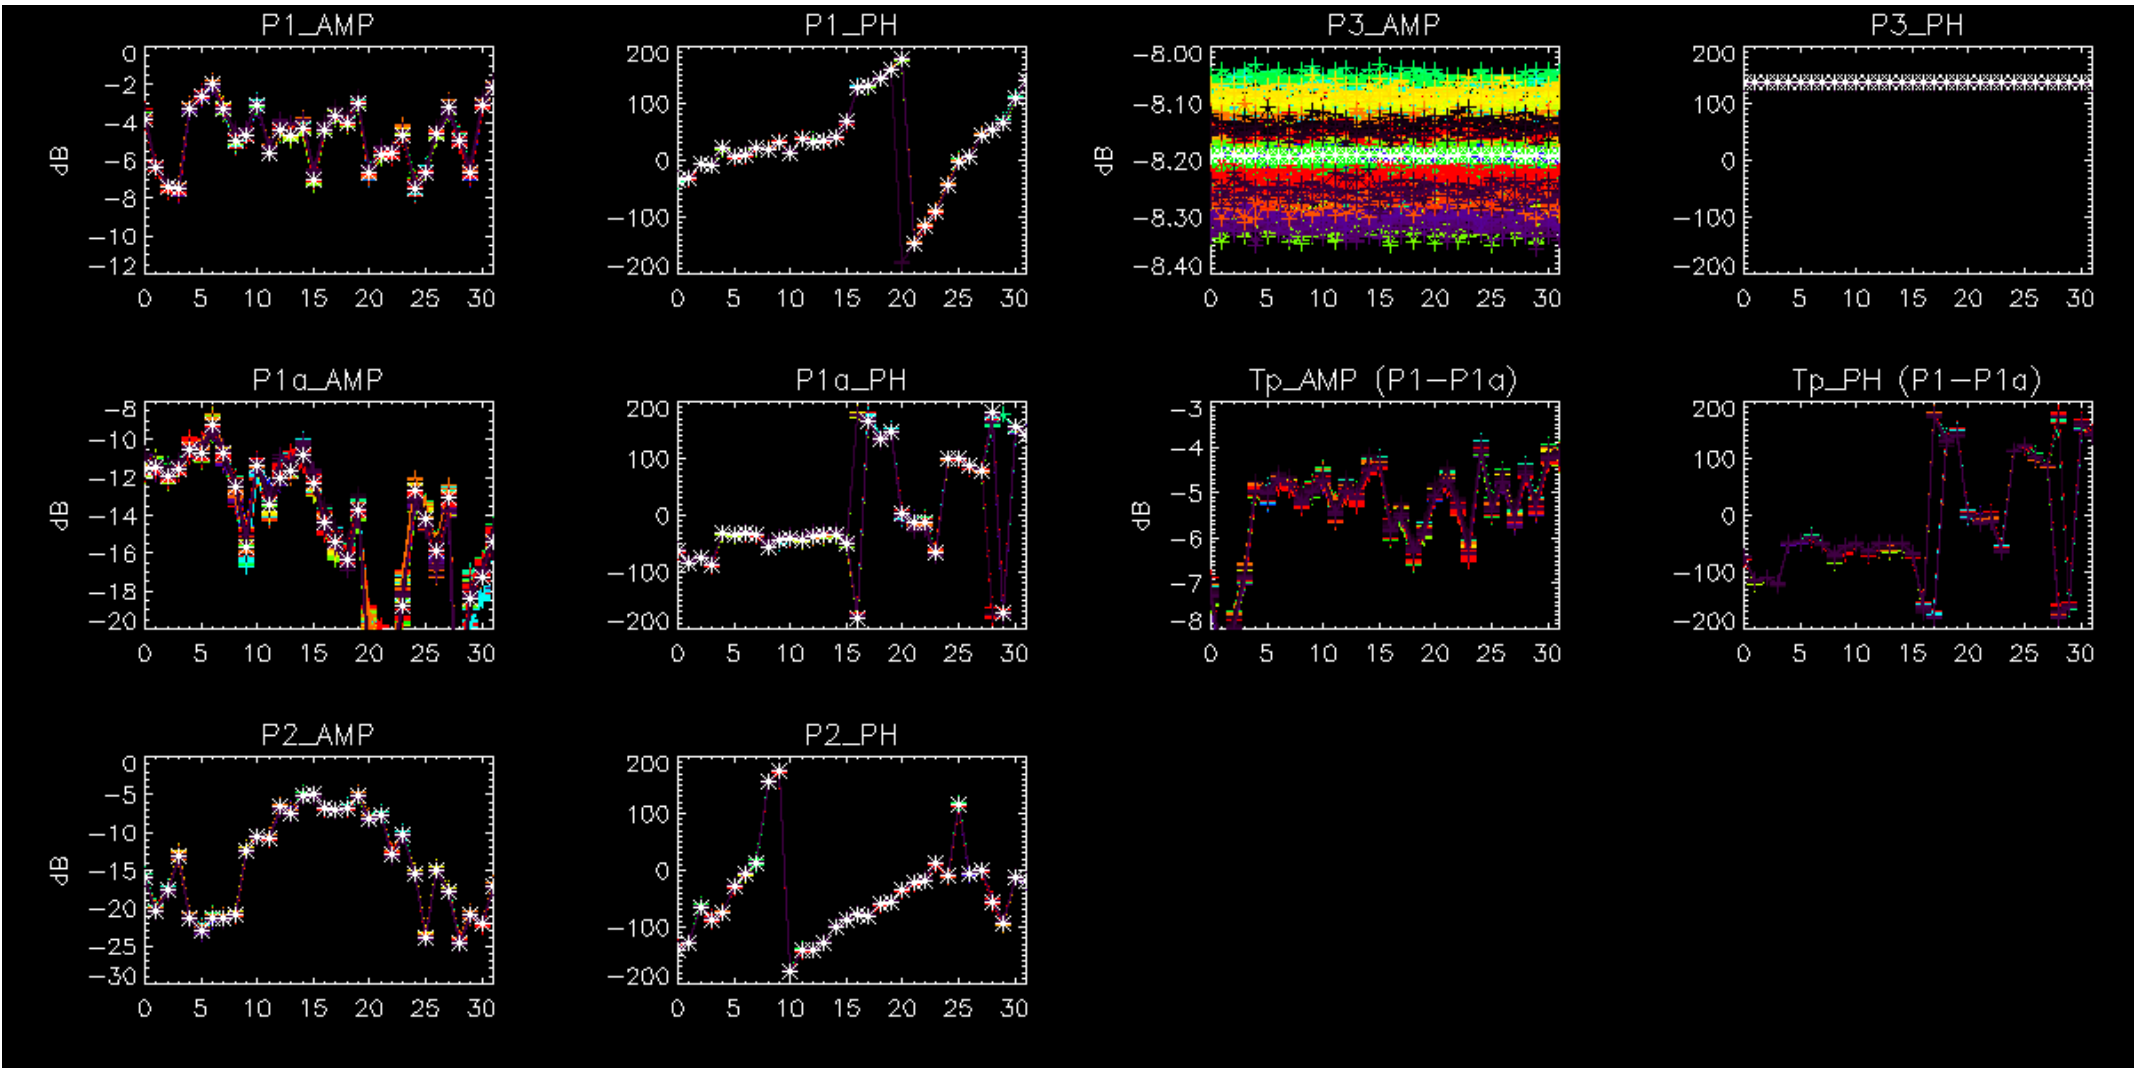 P1_AMP
P1_PH
P3_AMP
P3_PH
dB
0
−2
−4
−6
−8
−10
−12
0 5 10 15 20 25 30
200
100
0
−100
−200
0 5 10 15 20 25 30
dB
−8.00
−8.10
−8.20
−8.30
−8.40
0 5 10 15 20 25 30
200
100
0
−100
−200
0 5 10 15 20 25 30
P1a_AMP
P1a_PH
Tp_AMP (P1−P1a)
Tp_PH (P1−P1a)
dB
−8
−10
−12
−14
−16
−18
−20
0 5 10 15 20 25 30
200
100
0
−100
−200
0 5 10 15 20 25 30
dB
−3
−4
−5
−6
−7
−8
0 5 10 15 20 25 30
200
100
0
−100
−200
0 5 10 15 20 25 30
P2_AMP
P2_PH
dB
0
−5
−10
−15
−20
−25
−30
0 5 10 15 20 25 30
200
100
0
−100
−200
0 5 10 15 20 25 30